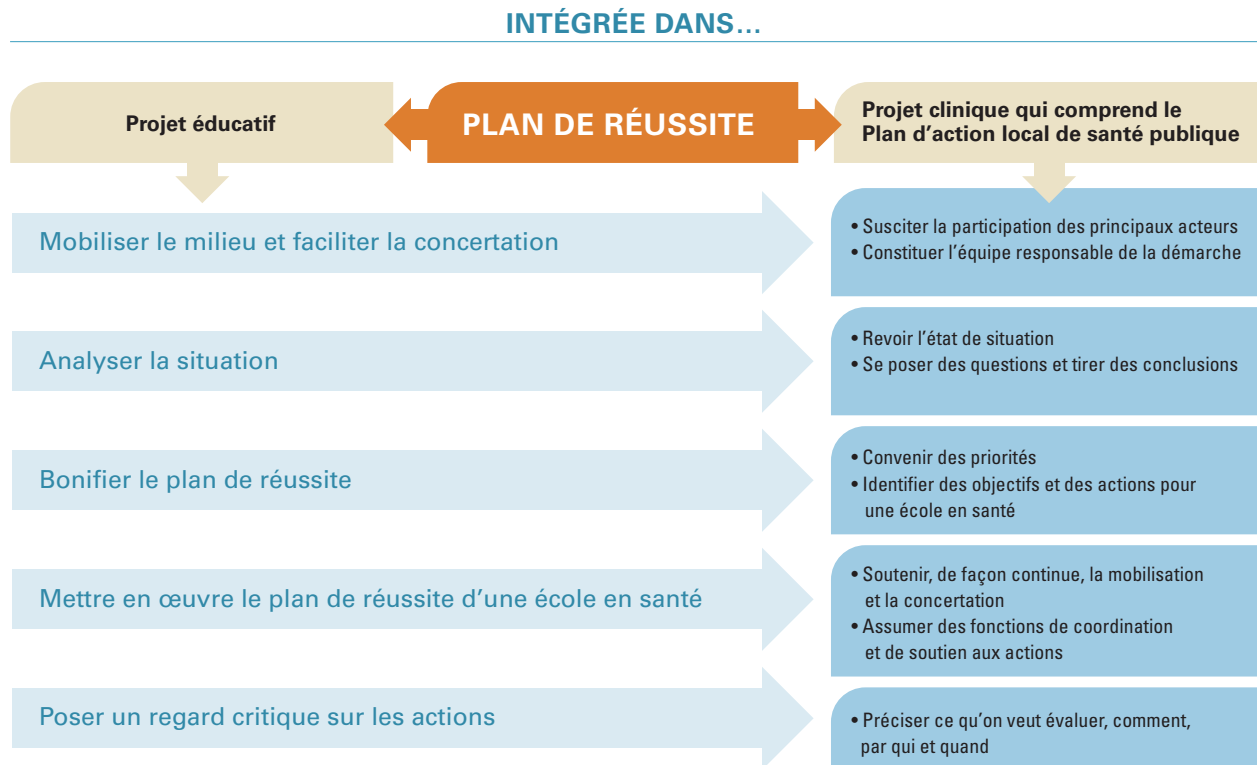 INTÉGRÉE DANS…
Projet éducatif
PLAN DE RÉUSSITE
Projet clinique qui comprend le
Plan d’action local de santé publique
Mobiliser le milieu et faciliter la concertation
• Susciter la participation des principaux acteurs
• Constituer l’équipe responsable de la démarche
Analyser la situation
• Revoir l’état de situation
• Se poser des questions et tirer des conclusions
Bonifier le plan de réussite
• Convenir des priorités
• Identifier des objectifs et des actions pour
une école en santé
Mettre en œuvre le plan de réussite d’une école en santé
• Soutenir, de façon continue, la mobilisation
et la concertation
• Assumer des fonctions de coordination
et de soutien aux actions
Poser un regard critique sur les actions
• Préciser ce qu’on veut évaluer, comment,
par qui et quand